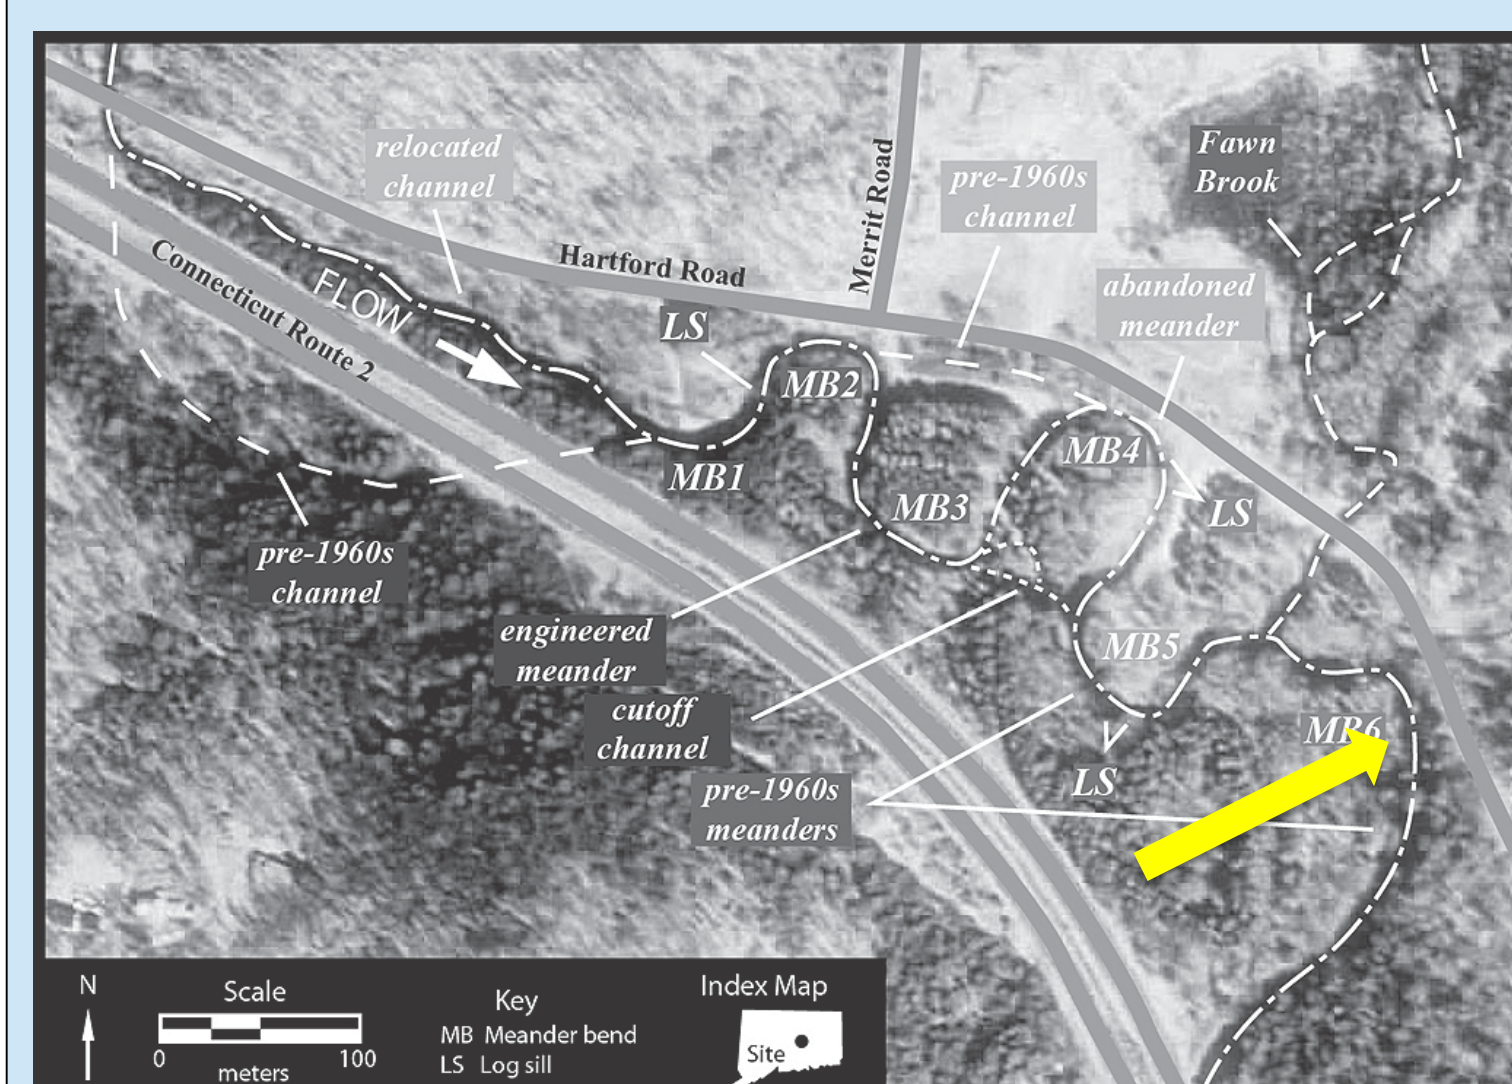 relocated
channel
Fawn
Brook
pre-1960s
channel
Merrit Road
Hartford Road
Connecticut Route 2
FLOW
abandoned
meander
LS
MB2
MB4
MB1
MB3
LS
pre-1960s
channel
engineered
meander
MB5
cutoff
channel
MB6
LS
pre-1960s
meanders
N
Scale
0
100
meters
Key
MB Meander bend
LS Log sill
Index Map
Site